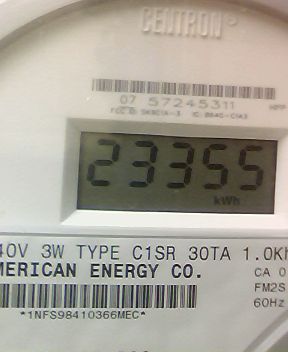 CENTRON
07 57245311
23355
kWh
40V 3W TYPE C1SR 30TA 1.0Kh
MERICAN ENERGY CO.
CA 0
FM2S
60Hz
*1NFS98410366MEC*